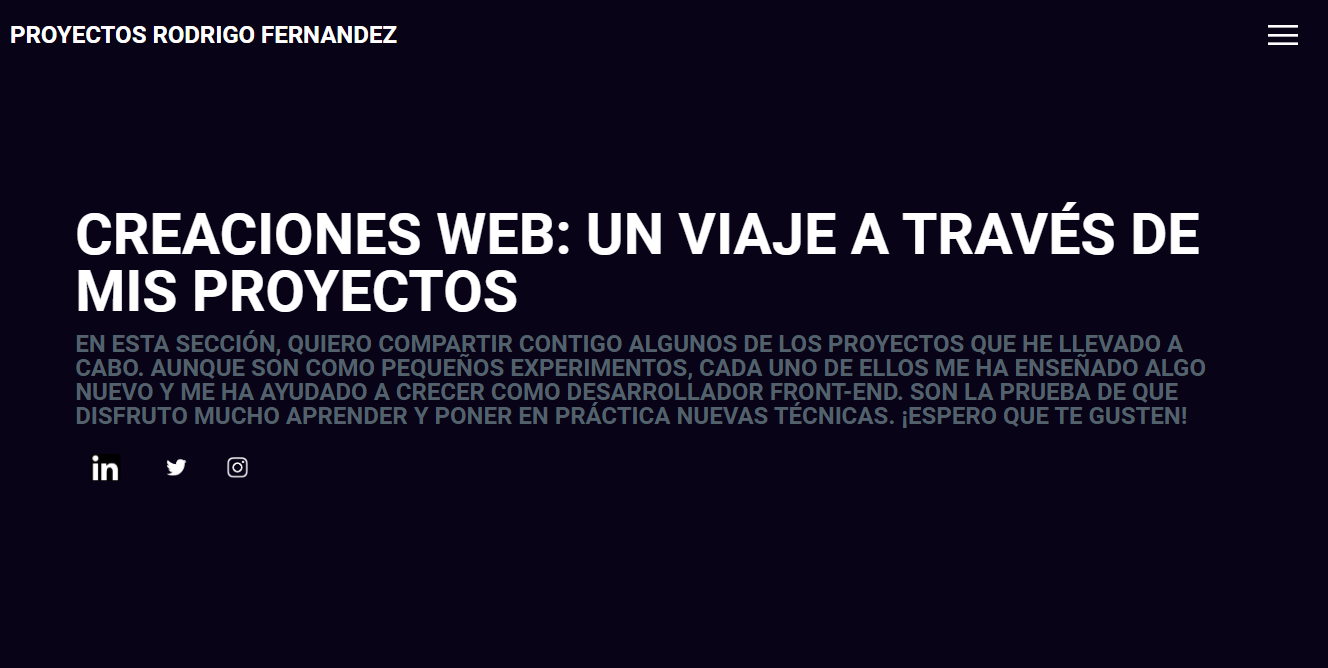 PROYECTOS RODRIGO FERNANDEZ
CREACIONES WEB: UN VIAJE A TRAVÉS DE
MIS PROYECTOS
EN ESTA SECCIÓN, QUIERO COMPARTIR CONTIGO ALGUNOS DE LOS PROYECTOS QUE HE LLEVADO A
CABO. AUNQUE SON COMO PEQUEÑOS EXPERIMENTOS, CADA UNO DE ELLOS ME HA ENSEÑADO ALGO
NUEVO Y ME HA AYUDADO A CRECER COMO DESARROLLADOR FRONT-END. SON LA PRUEBA DE QUE
DISFRUTO MUCHO APRENDER Y PONER EN PRÁCTICA NUEVAS TÉCNICAS. ¡ESPERO QUE TE GUSTEN!
in